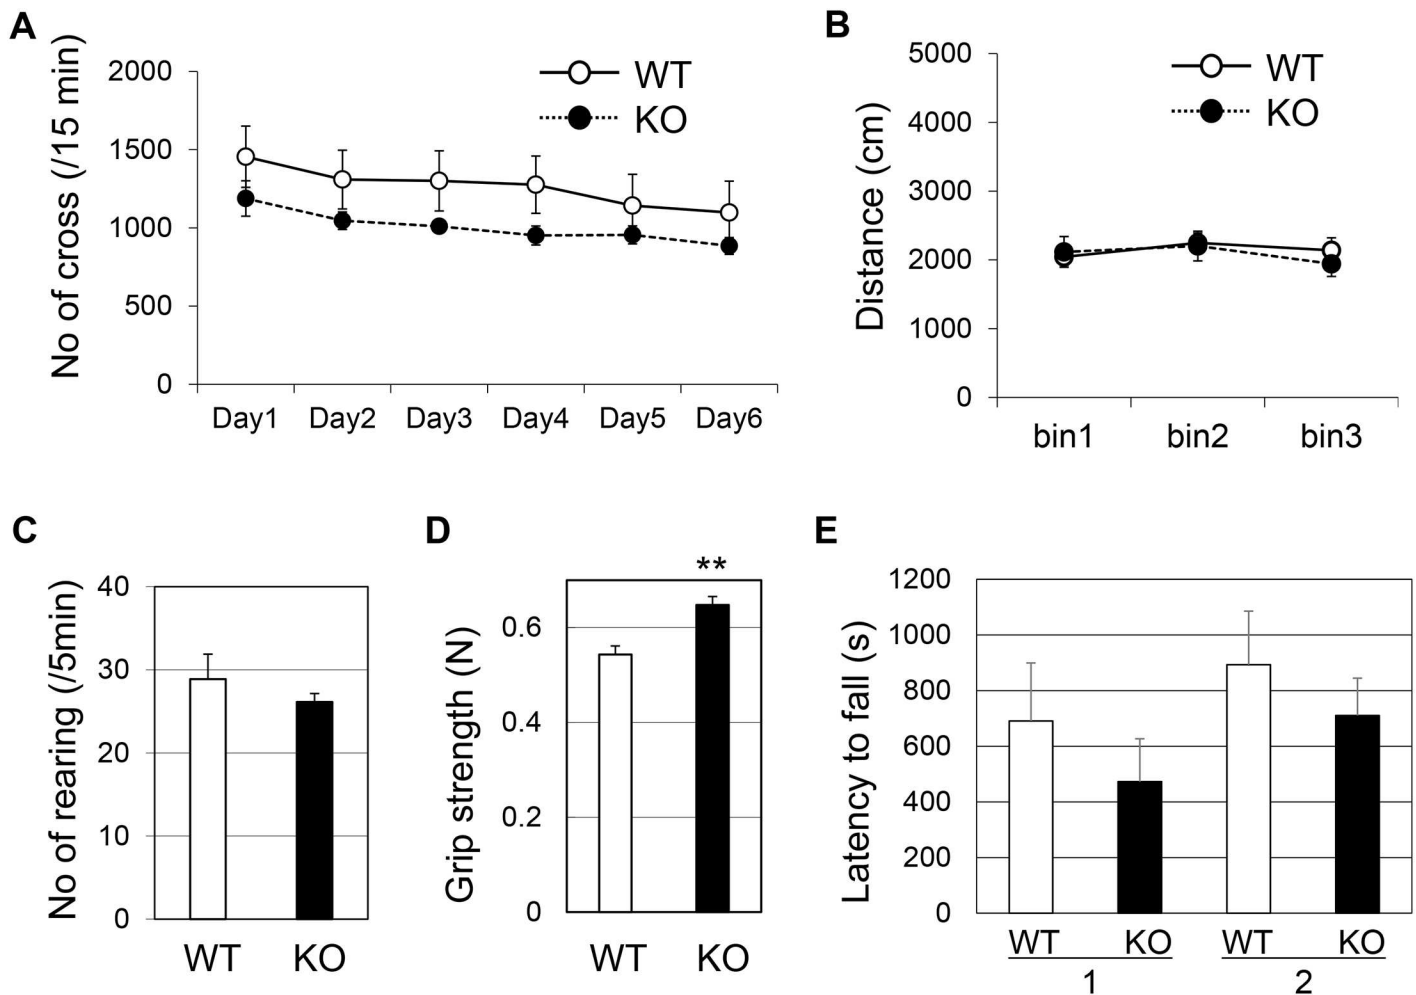 A
No of cross (/15 min)
2000
1500
1000
500
0
WT
KO
Day1 Day2 Day3 Day4 Day5 Day6
B
Distance (cm)
5000
4000
3000
2000
1000
0
WT
KO
bin1 bin2 bin3
C
No of rearing (/5min)
40
30
20
10
0
WT KO
D
Grip strength (N)
**
0.6
0.4
0.2
0
WT KO
E
Latency to fall (s)
1200
1000
800
600
400
200
0
WT KO WT KO
1 2